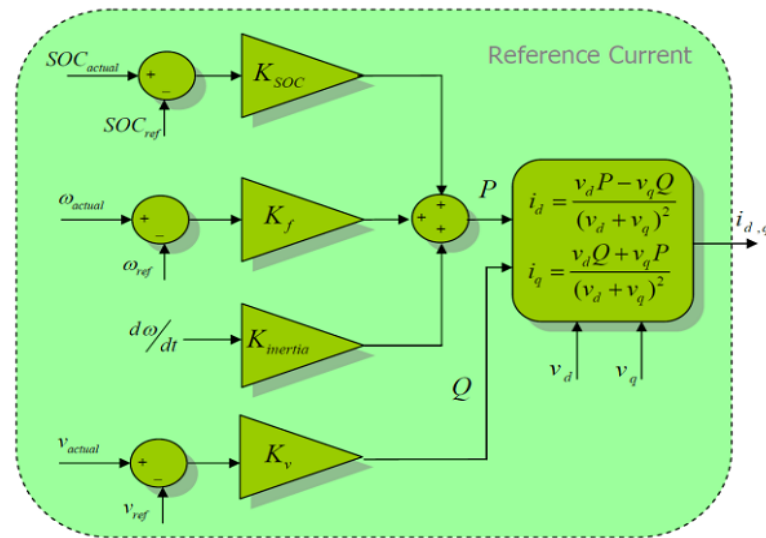 Reference Current
SOC_actual
+
−
SOC_ref
K_SOC
ω_actual
+
−
ω_ref
K_f
+
+
+
P
i_d = (v_d P − v_q Q) / (v_d + v_q)^2
i_q = (v_d Q + v_q P) / (v_d + v_q)^2
i_d,q
dω/dt
K_inertia
v_d
v_q
Q
v_actual
+
−
v_ref
K_v